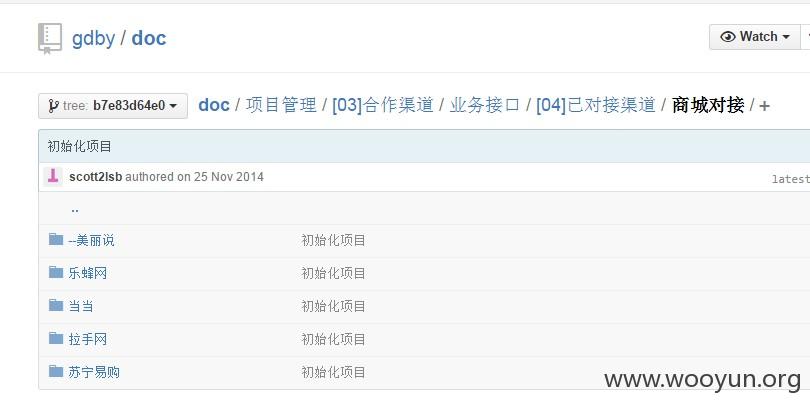 gdby / doc
Watch
tree: b7e83d64e0
doc / 项目管理 / [03]合作渠道 / 业务接口 / [04]已对接渠道 / 商城对接 / +
初始化项目
scott2lsb authored on 25 Nov 2014
latest
..
--美丽说 初始化项目
乐蜂网 初始化项目
当当 初始化项目
拉手网 初始化项目
苏宁易购 初始化项目
www.wooyun.org